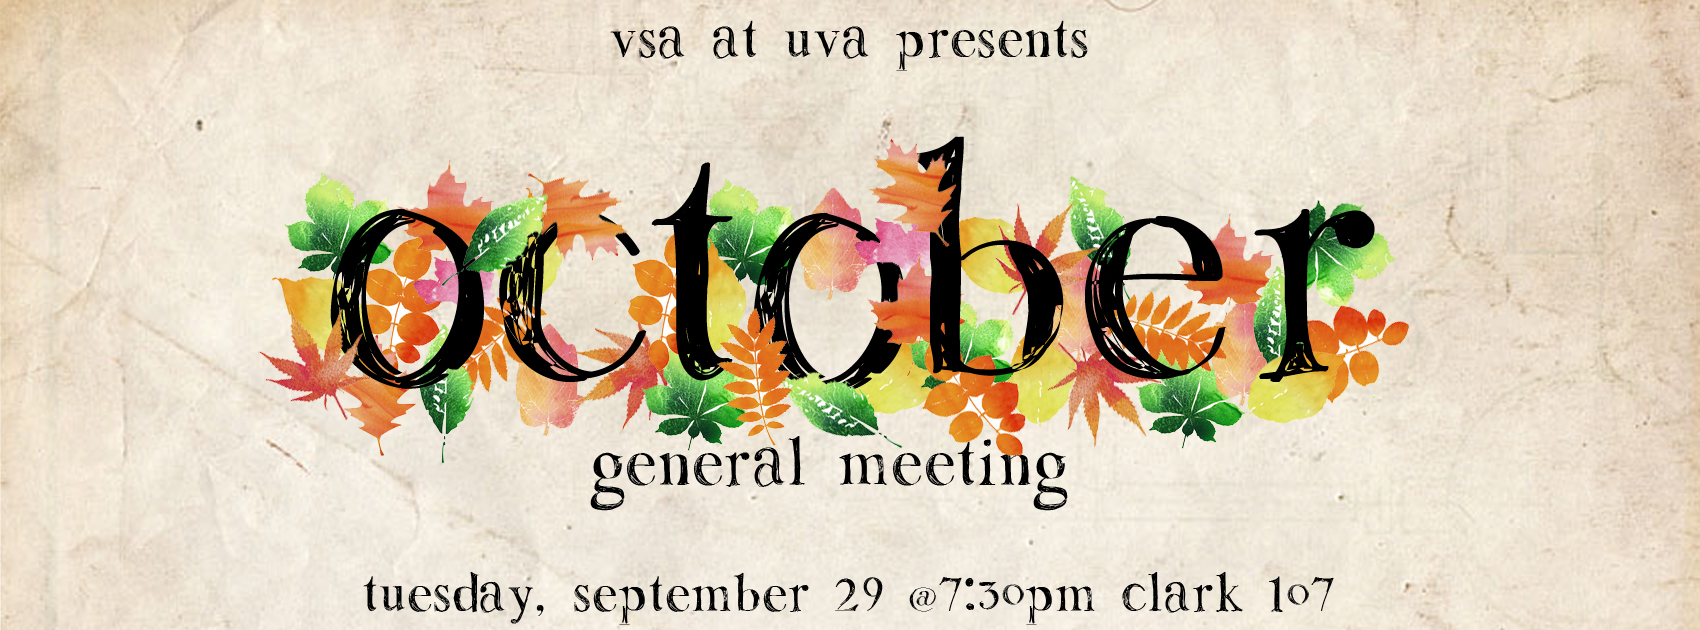 vsa at uva presents
october
general meeting
tuesday, september 29 @7:30pm clark 107